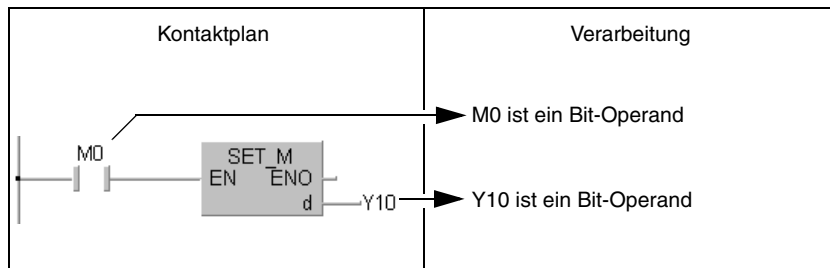 Kontaktplan
Verarbeitung
M0 ist ein Bit-Operand
M0
SET_M
EN ENO
d
Y10
Y10 ist ein Bit-Operand